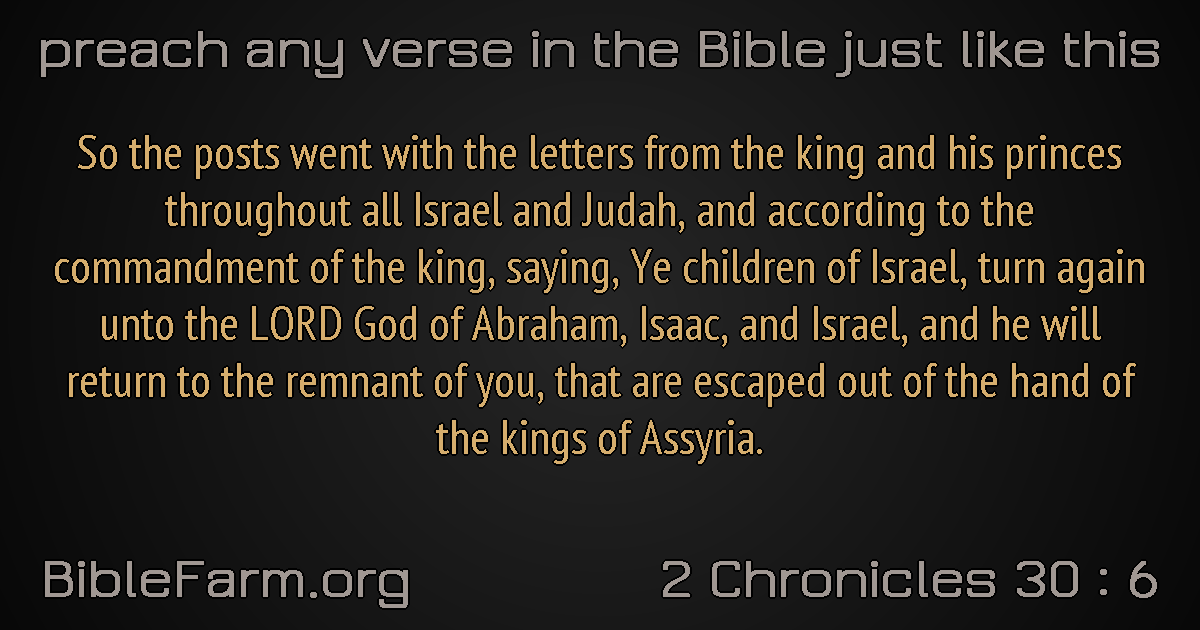 preach any verse in the Bible just like this
So the posts went with the letters from the king and his princes
throughout all Israel and Judah, and according to the
commandment of the king, saying, Ye children of Israel, turn again
unto the LORD God of Abraham, Isaac, and Israel, and he will
return to the remnant of you, that are escaped out of the hand of
the kings of Assyria.
BibleFarm.org
2 Chronicles 30 : 6